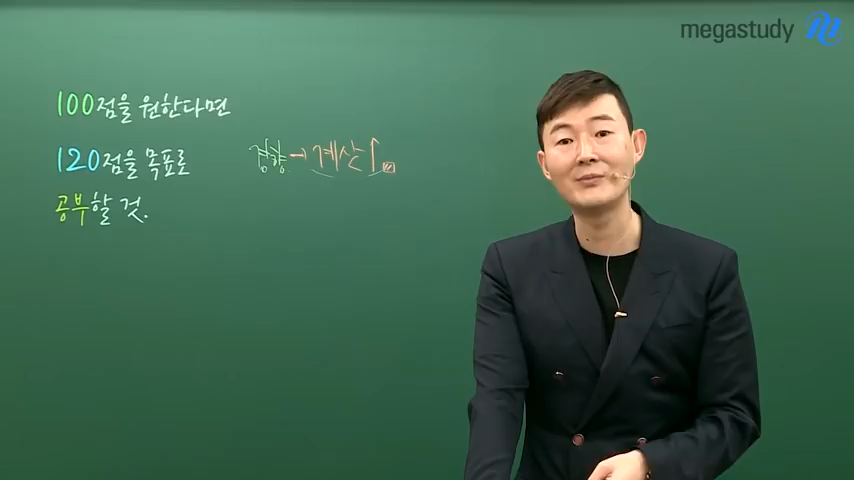 megastudy
100점을 원한다면
120점을 목표로
경향→계산↑
공부할 것.